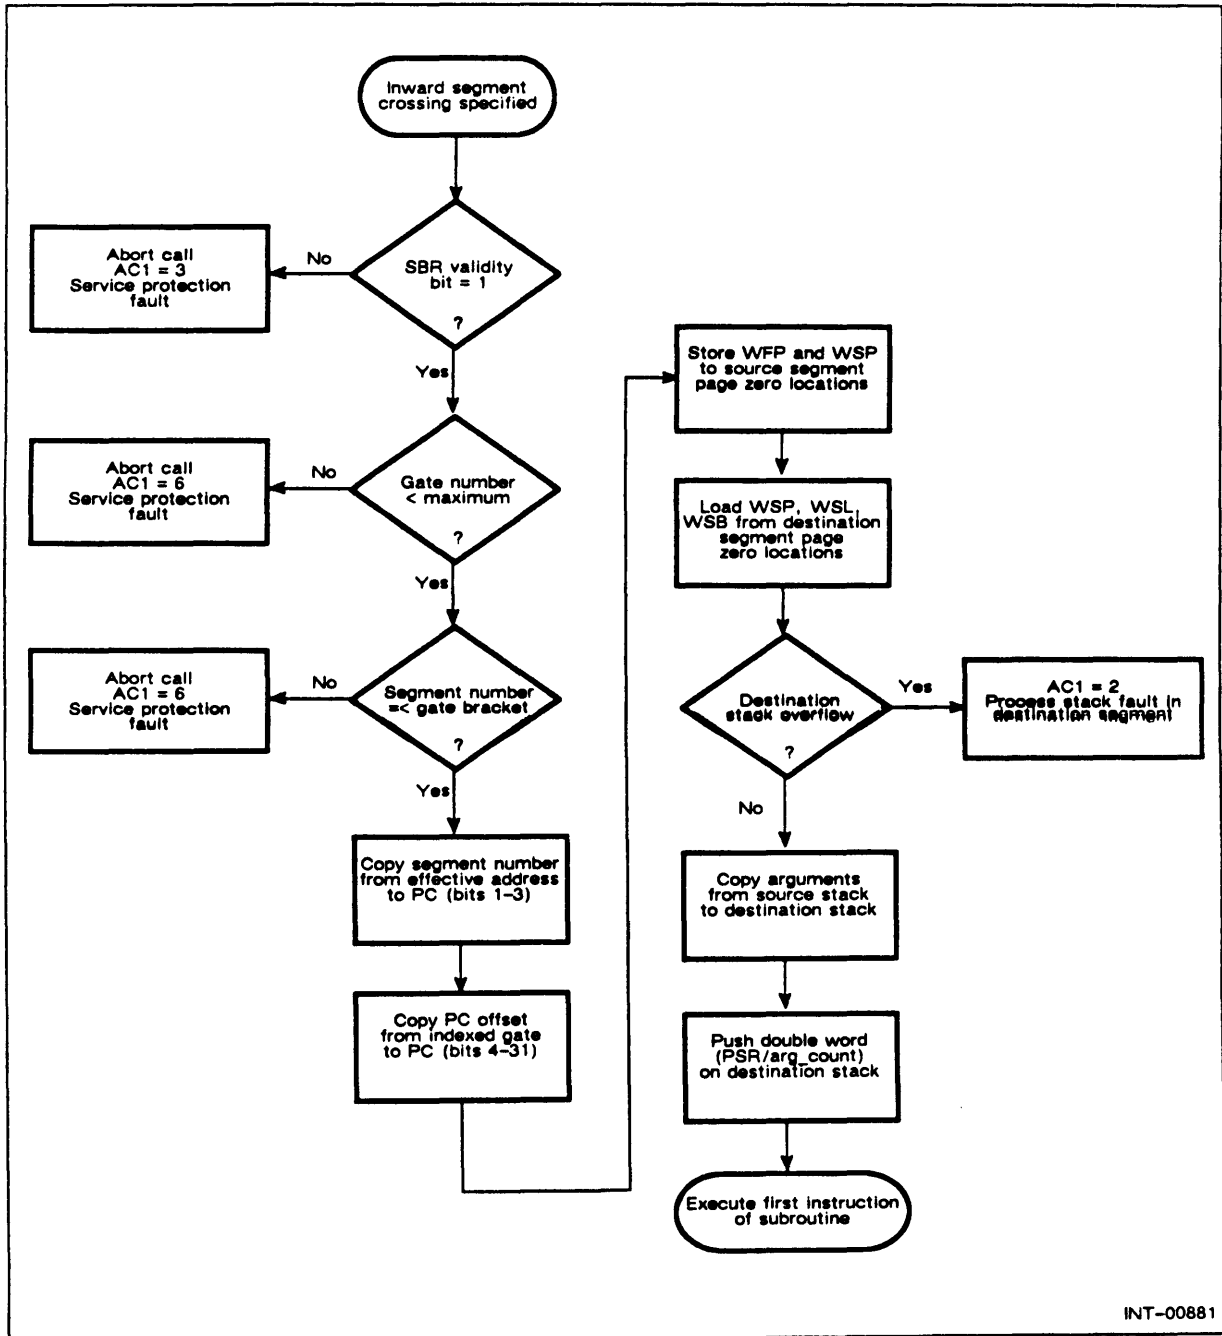 Inward segment
crossing specified
SBR validity
bit = 1
?
No
Abort call
AC1 = 3
Service protection
fault
Yes
Gate number
< maximum
?
No
Abort call
AC1 = 6
Service protection
fault
Yes
Segment number
=< gate bracket
?
No
Abort call
AC1 = 6
Service protection
fault
Yes
Copy segment number
from effective address
to PC (bits 1–3)
Copy PC offset
from indexed gate
to PC (bits 4–31)
Store WFP and WSP
to source segment
page zero locations
Load WSP, WSL,
WSB from destination
segment page
zero locations
Destination
stack overflow
?
Yes
AC1 = 2
Process stack fault in
destination segment
No
Copy arguments
from source stack
to destination stack
Push double word
(PSR/arg_count)
on destination stack
Execute first instruction
of subroutine
INT–00881